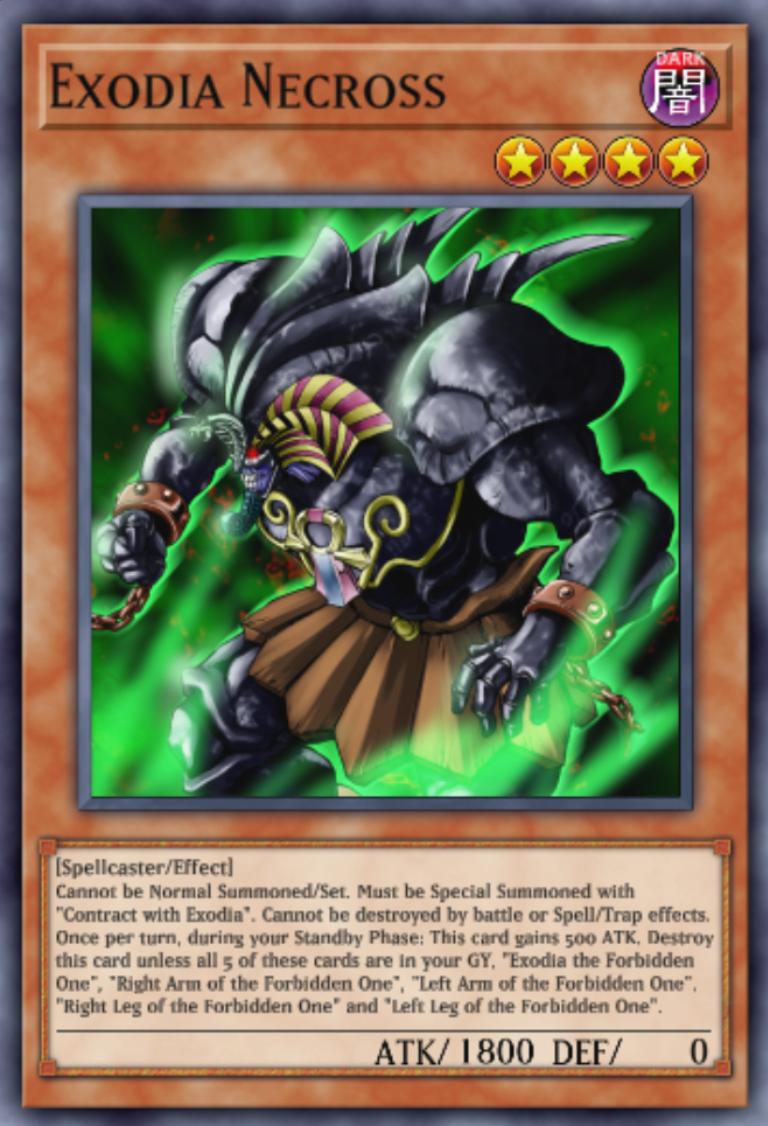 Exodia Necross
DARK
闇
[Spellcaster/Effect]
Cannot be Normal Summoned/Set. Must be Special Summoned with
"Contract with Exodia". Cannot be destroyed by battle or Spell/Trap effects.
Once per turn, during your Standby Phase: This card gains 500 ATK. Destroy
this card unless all 5 of these cards are in your GY, "Exodia the Forbidden
One", "Right Arm of the Forbidden One", "Left Arm of the Forbidden One",
"Right Leg of the Forbidden One" and "Left Leg of the Forbidden One".
ATK/ 1800 DEF/ 0